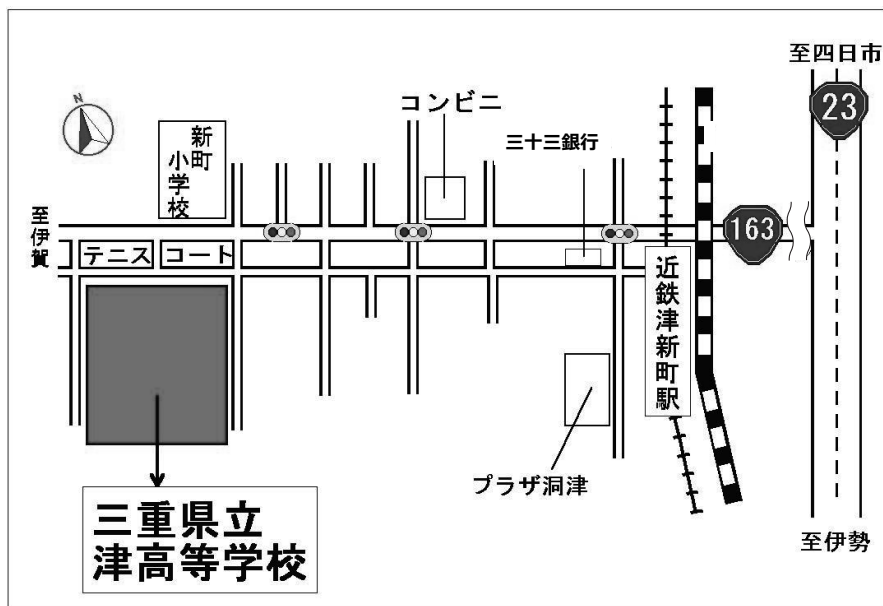 至四日市
23
N
コンビニ
新町
小学校
三十三銀行
至伊賀
163
テニス
コート
近鉄津新町駅
プラザ洞津
三重県立
津高等学校
至伊勢